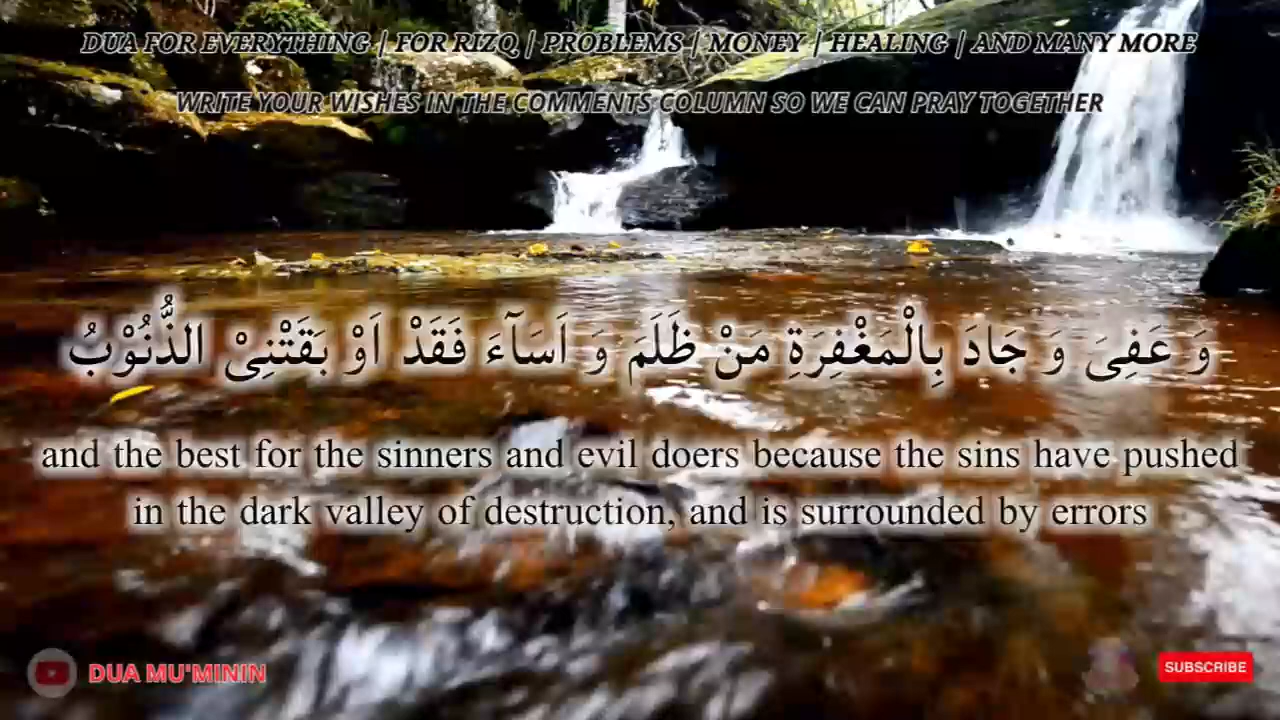 DUA FOR EVERYTHING | FOR RIZQ | PROBLEMS | MONEY | HEALING | AND MANY MORE
WRITE YOUR WISHES IN THE COMMENTS COLUMN SO WE CAN PRAY TOGETHER
وَ عَفِیَ وَ جَادَ بِالْمَغْفِرَةِ مَنْ ظَلَمَ وَ اَسَآءَ فَقَدْ اَوْ بَقَتْنِیْ الذُّنُوْبُ
and the best for the sinners and evil doers because the sins have pushed
in the dark valley of destruction, and is surrounded by errors
DUA MU'MININ
SUBSCRIBE